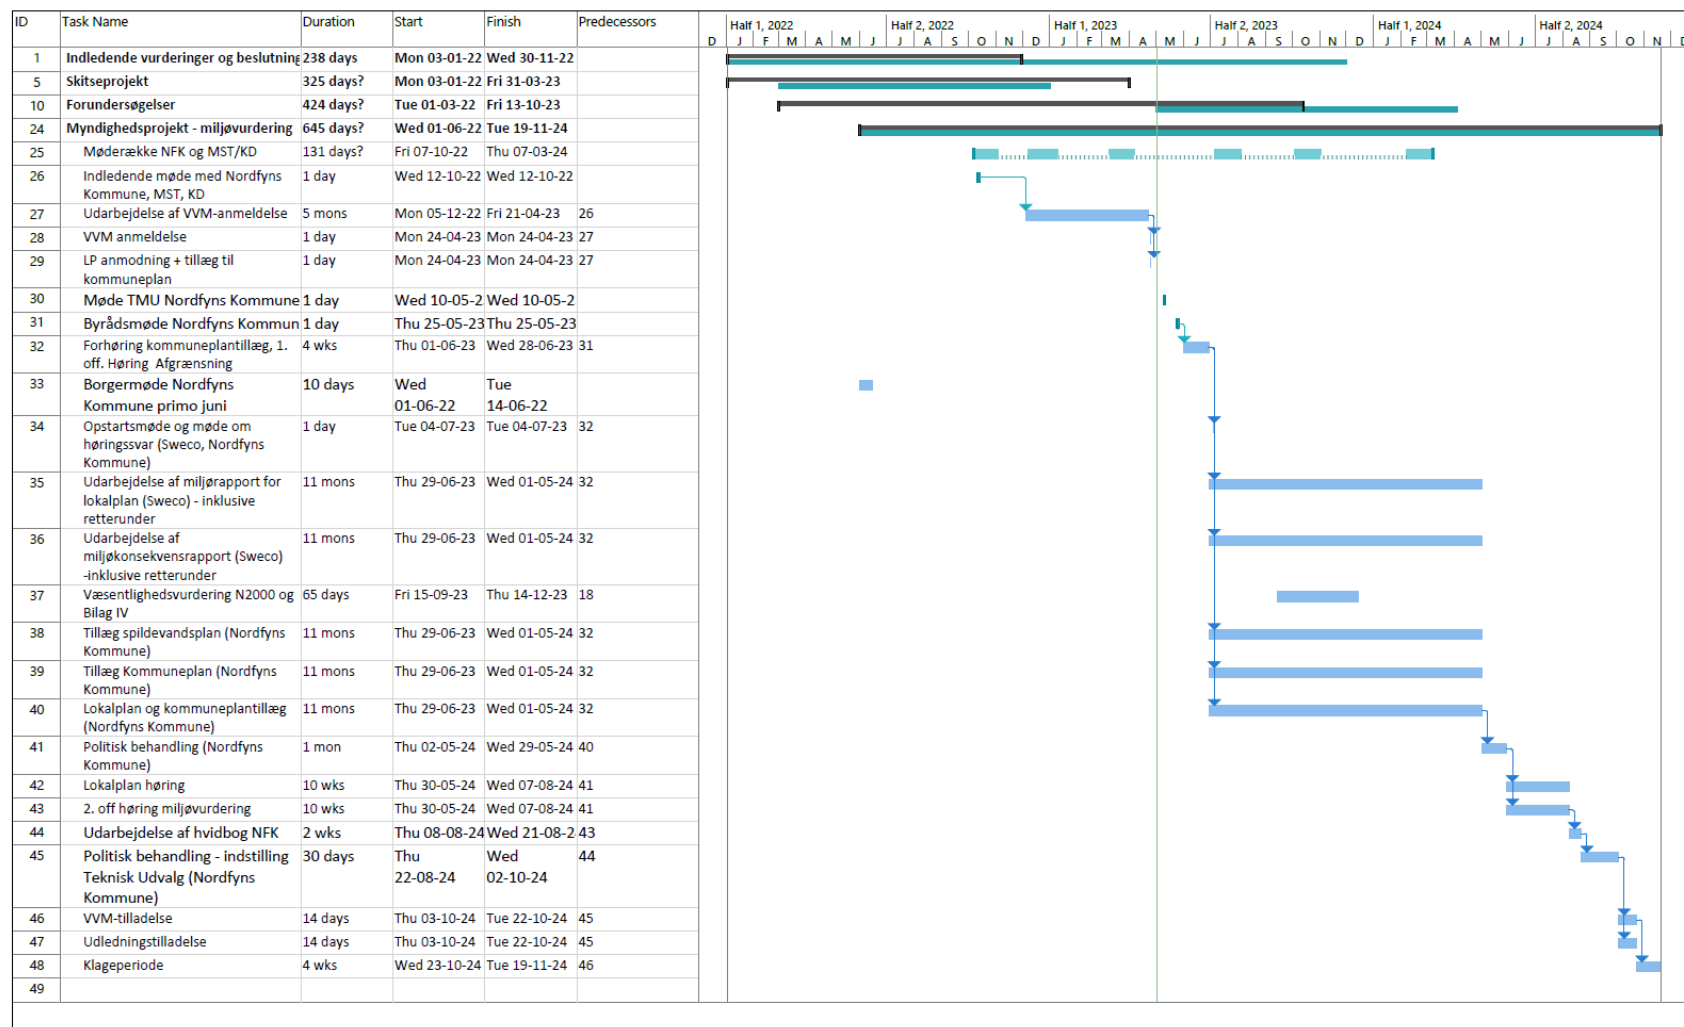 ID Task Name Duration Start Finish Predecessors
Half 1, 2022 Half 2, 2022 Half 1, 2023 Half 2, 2023 Half 1, 2024 Half 2, 2024
D J F M A M J J A S O N D J F M A M J J A S O N D J F M A M J J A S O N D
1 Indledende vurderinger og beslutning 238 days Mon 03-01-22 Wed 30-11-22
5 Skitseprojekt 325 days? Mon 03-01-22 Fri 31-03-23
10 Forundersøgelser 424 days? Tue 01-03-22 Fri 13-10-23
24 Myndighedsprojekt - miljøvurdering 645 days? Wed 01-06-22 Tue 19-11-24
25 Møderække NFK og MST/KD 131 days? Fri 07-10-22 Thu 07-03-24
26 Indledende møde med Nordfyns 1 day Wed 12-10-22 Wed 12-10-22
Kommune, MST, KD
27 Udarbejdelse af VVM-anmeldelse 5 mons Mon 05-12-22 Fri 21-04-23 26
28 VVM anmeldelse 1 day Mon 24-04-23 Mon 24-04-23 27
29 LP anmodning + tillæg til 1 day Mon 24-04-23 Mon 24-04-23 27
kommuneplan
30 Møde TMU Nordfyns Kommune 1 day Wed 10-05-2 Wed 10-05-2
31 Byrådsmøde Nordfyns Kommun 1 day Thu 25-05-23 Thu 25-05-23
32 Forhøring kommuneplantillæg, 1. 4 wks Thu 01-06-23 Wed 28-06-23 31
off. Høring Afgrænsning
33 Borgermøde Nordfyns 10 days Wed Tue
Kommune primo juni 01-06-22 14-06-22
34 Opstartsmøde og møde om 1 day Tue 04-07-23 Tue 04-07-23 32
høringssvar (Sweco, Nordfyns
Kommune)
35 Udarbejdelse af miljørapport for 11 mons Thu 29-06-23 Wed 01-05-24 32
lokalplan (Sweco) - inklusive
retterunder
36 Udarbejdelse af 11 mons Thu 29-06-23 Wed 01-05-24 32
miljøkonsekvensrapport (Sweco)
-inklusive retterunder
37 Væsentlighedsvurdering N2000 og 65 days Fri 15-09-23 Thu 14-12-23 18
Bilag IV
38 Tillæg spildevandsplan (Nordfyns 11 mons Thu 29-06-23 Wed 01-05-24 32
Kommune)
39 Tillæg Kommuneplan (Nordfyns 11 mons Thu 29-06-23 Wed 01-05-24 32
Kommune)
40 Lokalplan og kommuneplantillæg 11 mons Thu 29-06-23 Wed 01-05-24 32
(Nordfyns Kommune)
41 Politisk behandling (Nordfyns 1 mon Thu 02-05-24 Wed 29-05-24 40
Kommune)
42 Lokalplan høring 10 wks Thu 30-05-24 Wed 07-08-24 41
43 2. off høring miljøvurdering 10 wks Thu 30-05-24 Wed 07-08-24 41
44 Udarbejdelse af hvidbog NFK 2 wks Thu 08-08-24 Wed 21-08-2 43
45 Politisk behandling - indstilling 30 days Thu Wed 44
Teknisk Udvalg (Nordfyns 22-08-24 02-10-24
Kommune)
46 VVM-tilladelse 14 days Thu 03-10-24 Tue 22-10-24 45
47 Udledningstilladelse 14 days Thu 03-10-24 Tue 22-10-24 45
48 Klageperiode 4 wks Wed 23-10-24 Tue 19-11-24 46
49